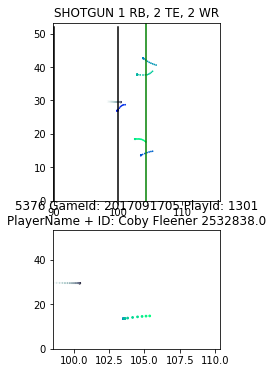 SHOTGUN 1 RB, 2 TE, 2 WR
50
40
30
20
10
0
90 100 110
5376 GameId: 2017091705 PlayId: 1301
PlayerName + ID: Coby Fleener 2532838.0
40
20
0
100.0 102.5 105.0 107.5 110.0